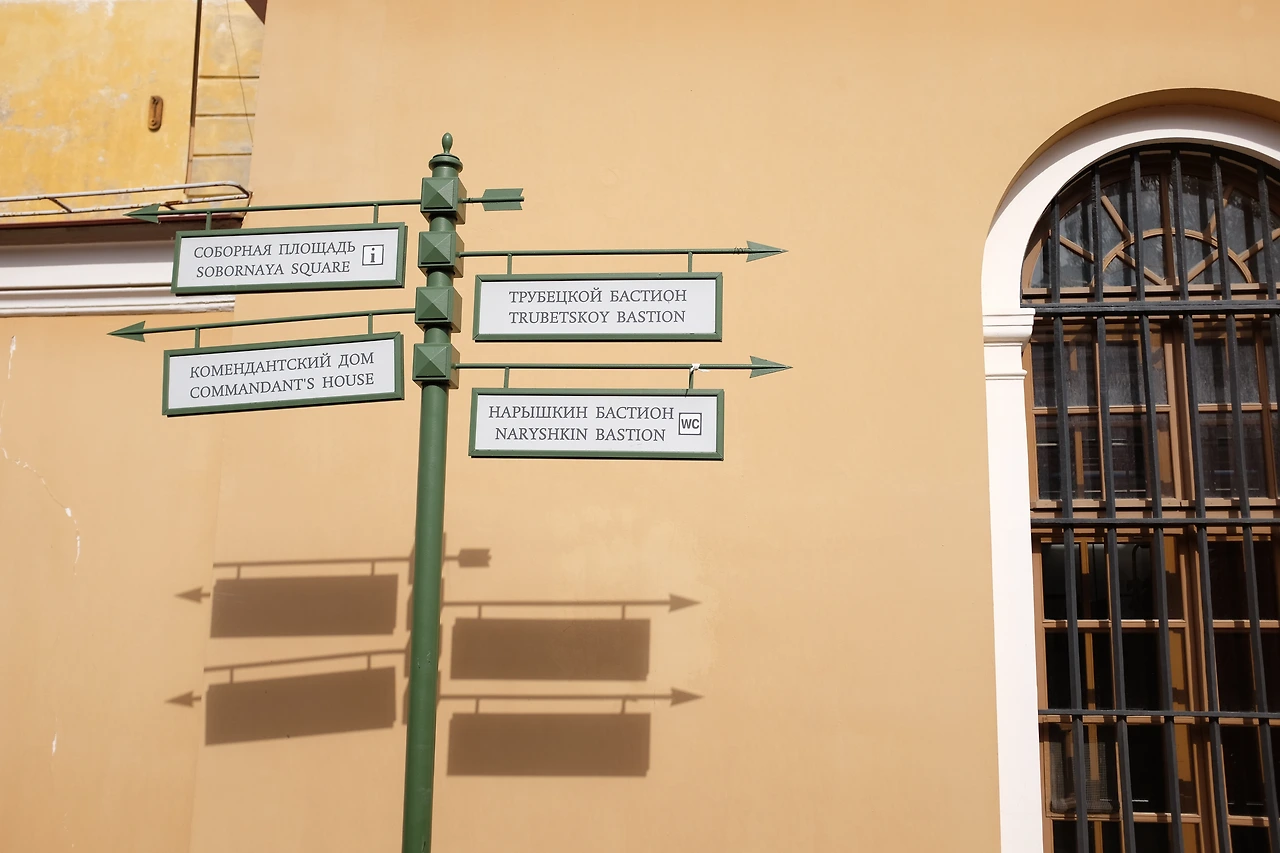 СОБОРНАЯ ПЛОЩАДЬ
SOBORNAYA SQUARE
i
ТРУБЕЦКОЙ БАСТИОН
TRUBETSKOY BASTION
КОМЕНДАНТСКИЙ ДОМ
COMMANDANT'S HOUSE
НАРЫШКИН БАСТИОН
NARYSHKIN BASTION
WC